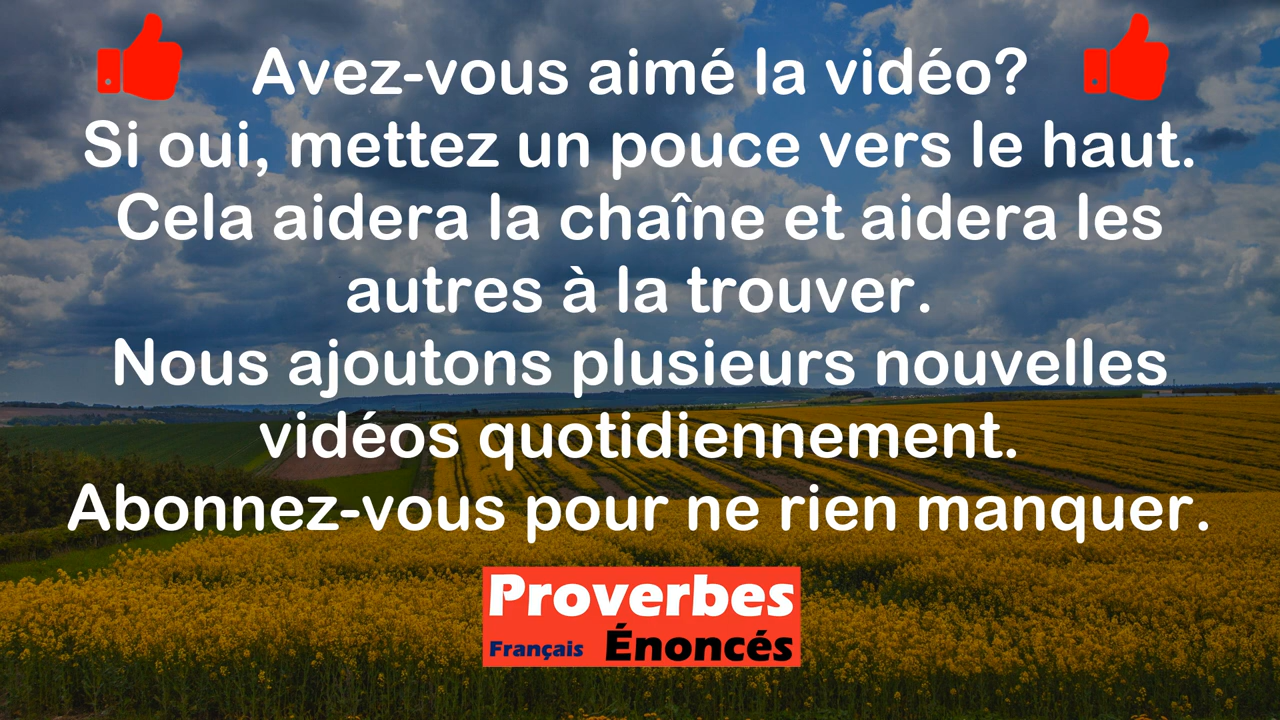 Avez-vous aimé la vidéo?
Si oui, mettez un pouce vers le haut.
Cela aidera la chaîne et aidera les
autres à la trouver.
Nous ajoutons plusieurs nouvelles
vidéos quotidiennement.
Abonnez-vous pour ne rien manquer.
Proverbes
Français Énoncés